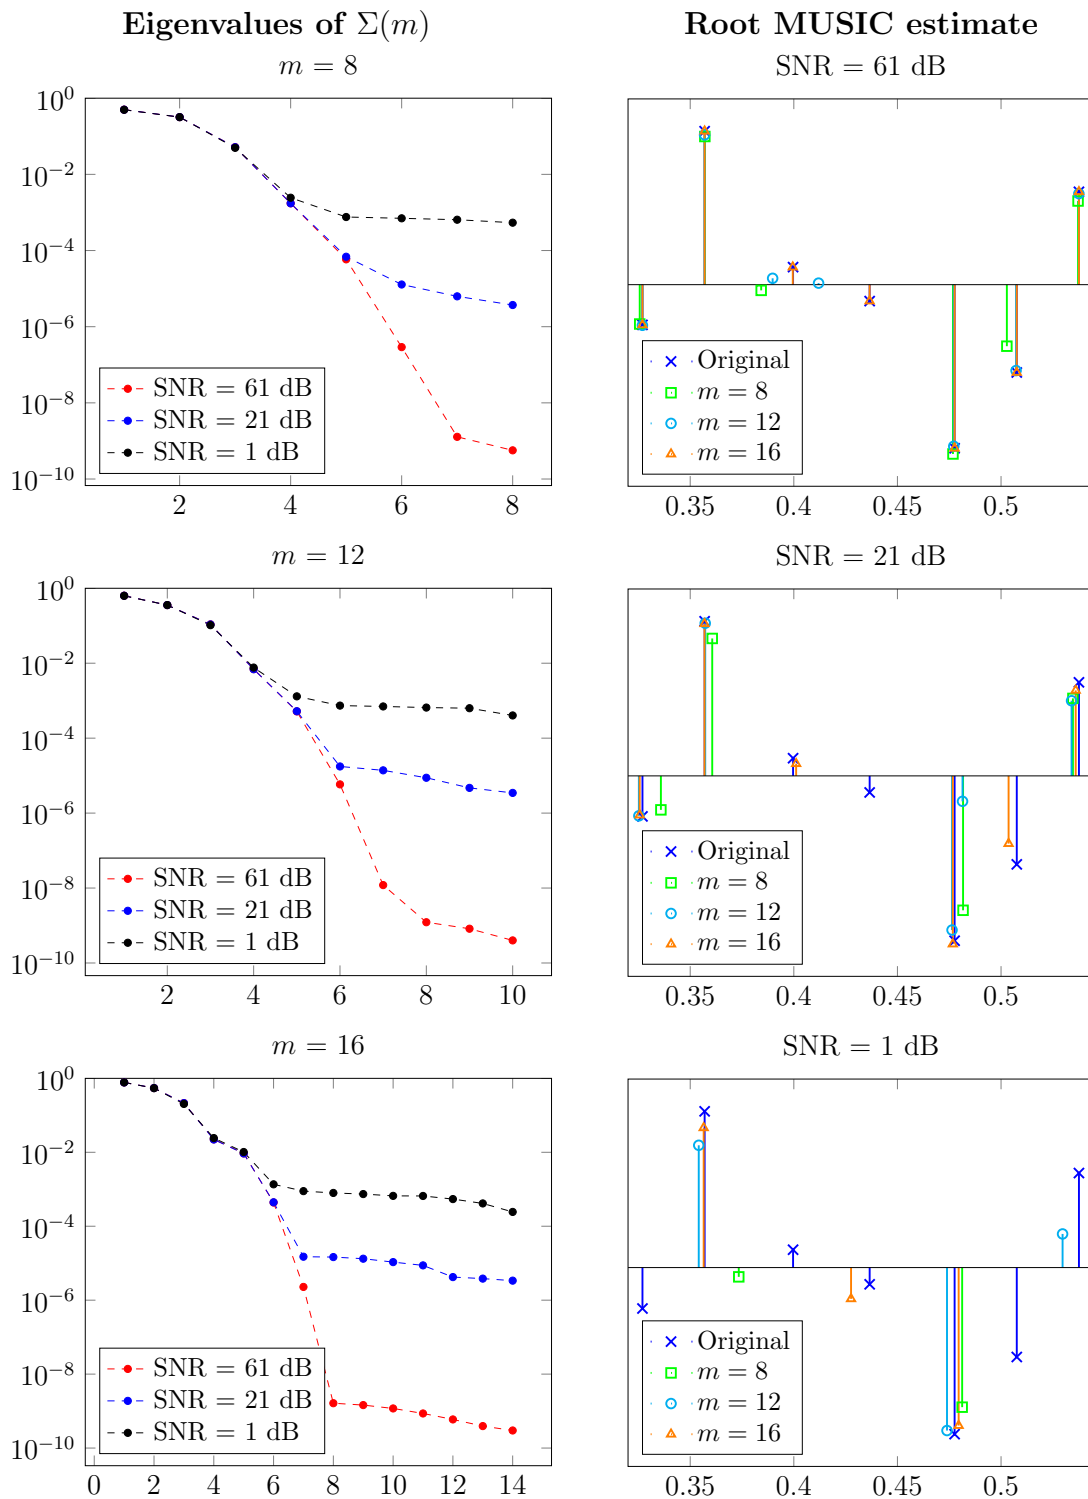 Eigenvalues of Σ(m)
Root MUSIC estimate
m = 8
10^0
10^−2
10^−4
10^−6
10^−8
10^−10
SNR = 61 dB
SNR = 21 dB
SNR = 1 dB
2 4 6 8
SNR = 61 dB
Original
m = 8
m = 12
m = 16
0.35 0.4 0.45 0.5
m = 12
10^0
10^−2
10^−4
10^−6
10^−8
10^−10
SNR = 61 dB
SNR = 21 dB
SNR = 1 dB
2 4 6 8 10
SNR = 21 dB
Original
m = 8
m = 12
m = 16
0.35 0.4 0.45 0.5
m = 16
10^0
10^−2
10^−4
10^−6
10^−8
10^−10
SNR = 61 dB
SNR = 21 dB
SNR = 1 dB
0 2 4 6 8 10 12 14
SNR = 1 dB
Original
m = 8
m = 12
m = 16
0.35 0.4 0.45 0.5